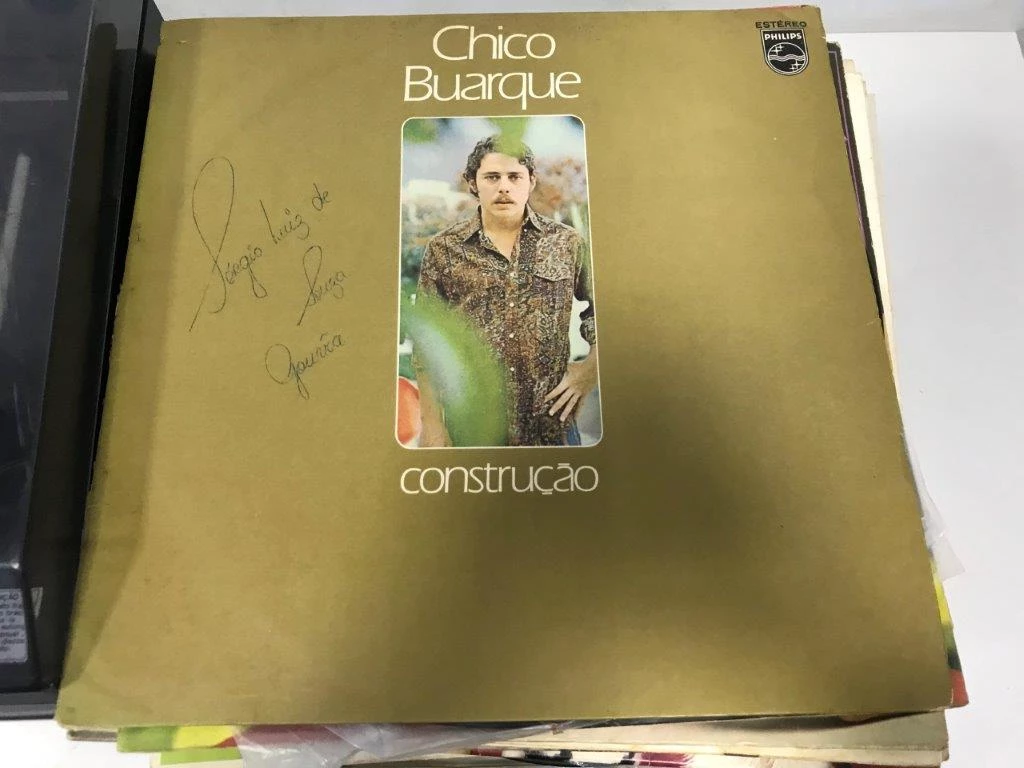 ESTÉREO
PHILIPS
Chico
Buarque
Sérgio Luiz de
Souza
construção